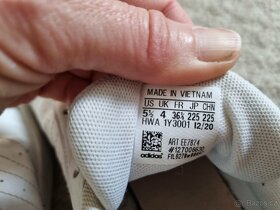 MADE IN VIETNAM
US UK FR JP CHN
5½ 4 36⅔ 225 225
HWA 1Y3001 12/20
ART EE7874
adidas